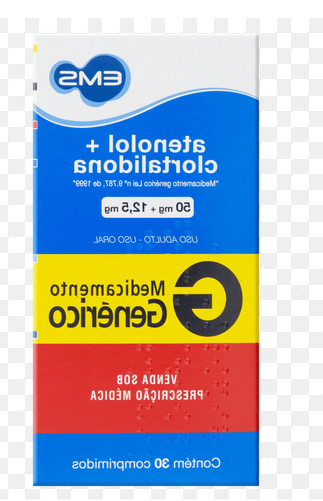 EMS
atenolol +
clortalidona
"Medicamento genérico Lei nº 9.787, de 1999"
50 mg + 12,5 mg
USO ADULTO - USO ORAL
G
Medicamento
Genérico
VENDA SOB
PRESCRIÇÃO MÉDICA
Contém 30 comprimidos